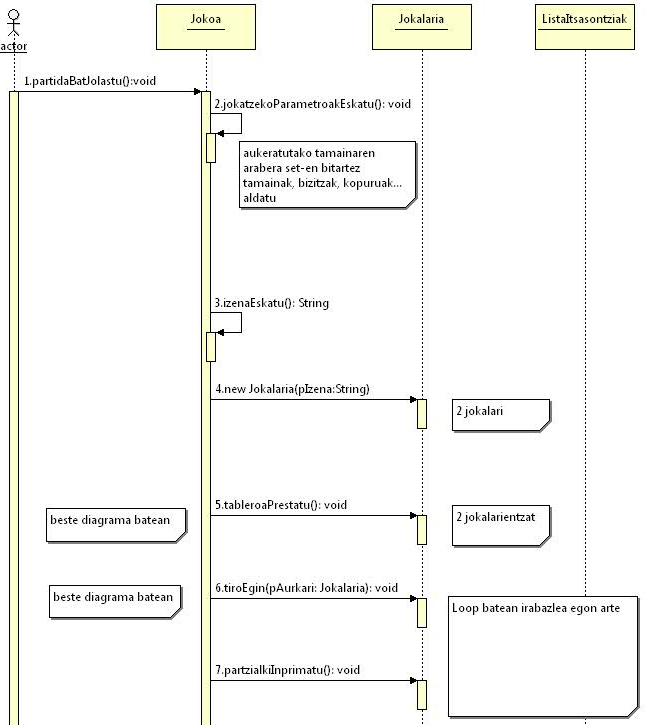 Jokoa
Jokalaria
ListaItsasontziak
actor
1.partidaBatJolastu():void
2.jokatzekoParametroakEskatu(): void
aukeratutako tamainaren
arabera set-en bitartez
tamainak, bizitzak, kopuruak...
aldatu
3.izenaEskatu(): String
4.new Jokalaria(pIzena:String)
2 jokalari
5.tableroaPrestatu(): void
beste diagrama batean
2 jokalarientzat
6.tiroEgin(pAurkari: Jokalaria): void
beste diagrama batean
Loop batean irabazlea egon arte
7.partzialkiInprimatu(): void